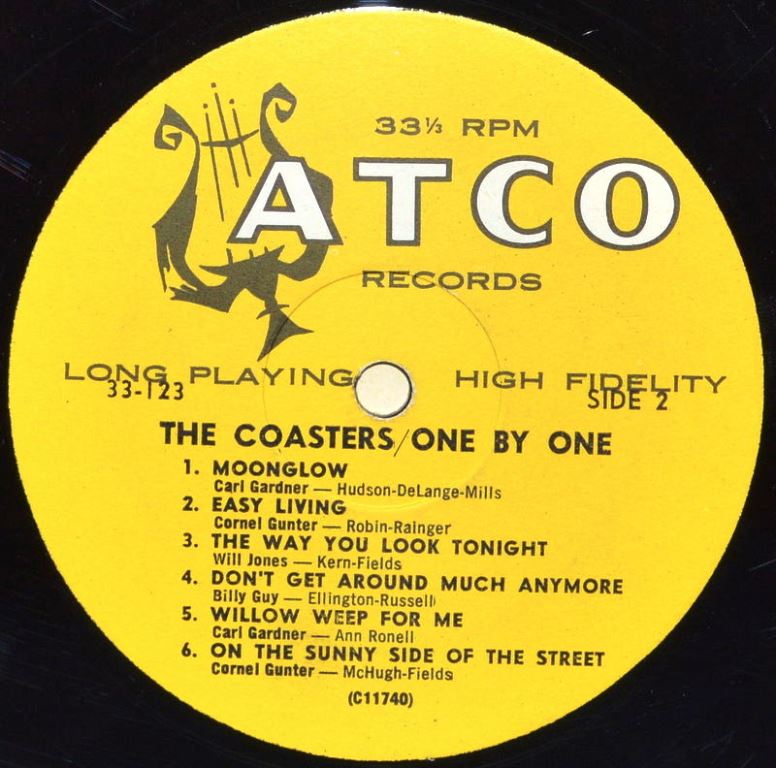 33⅓ RPM
ATCO
RECORDS
LONG PLAYING HIGH FIDELITY
33-123 SIDE 2
THE COASTERS/ONE BY ONE
1. MOONGLOW
Carl Gardner — Hudson-DeLange-Mills
2. EASY LIVING
Cornel Gunter — Robin-Rainger
3. THE WAY YOU LOOK TONIGHT
Will Jones — Kern-Fields
4. DON'T GET AROUND MUCH ANYMORE
Billy Guy — Ellington-Russell
5. WILLOW WEEP FOR ME
Carl Gardner — Ann Ronell
6. ON THE SUNNY SIDE OF THE STREET
Cornel Gunter — McHugh-Fields
(C11740)